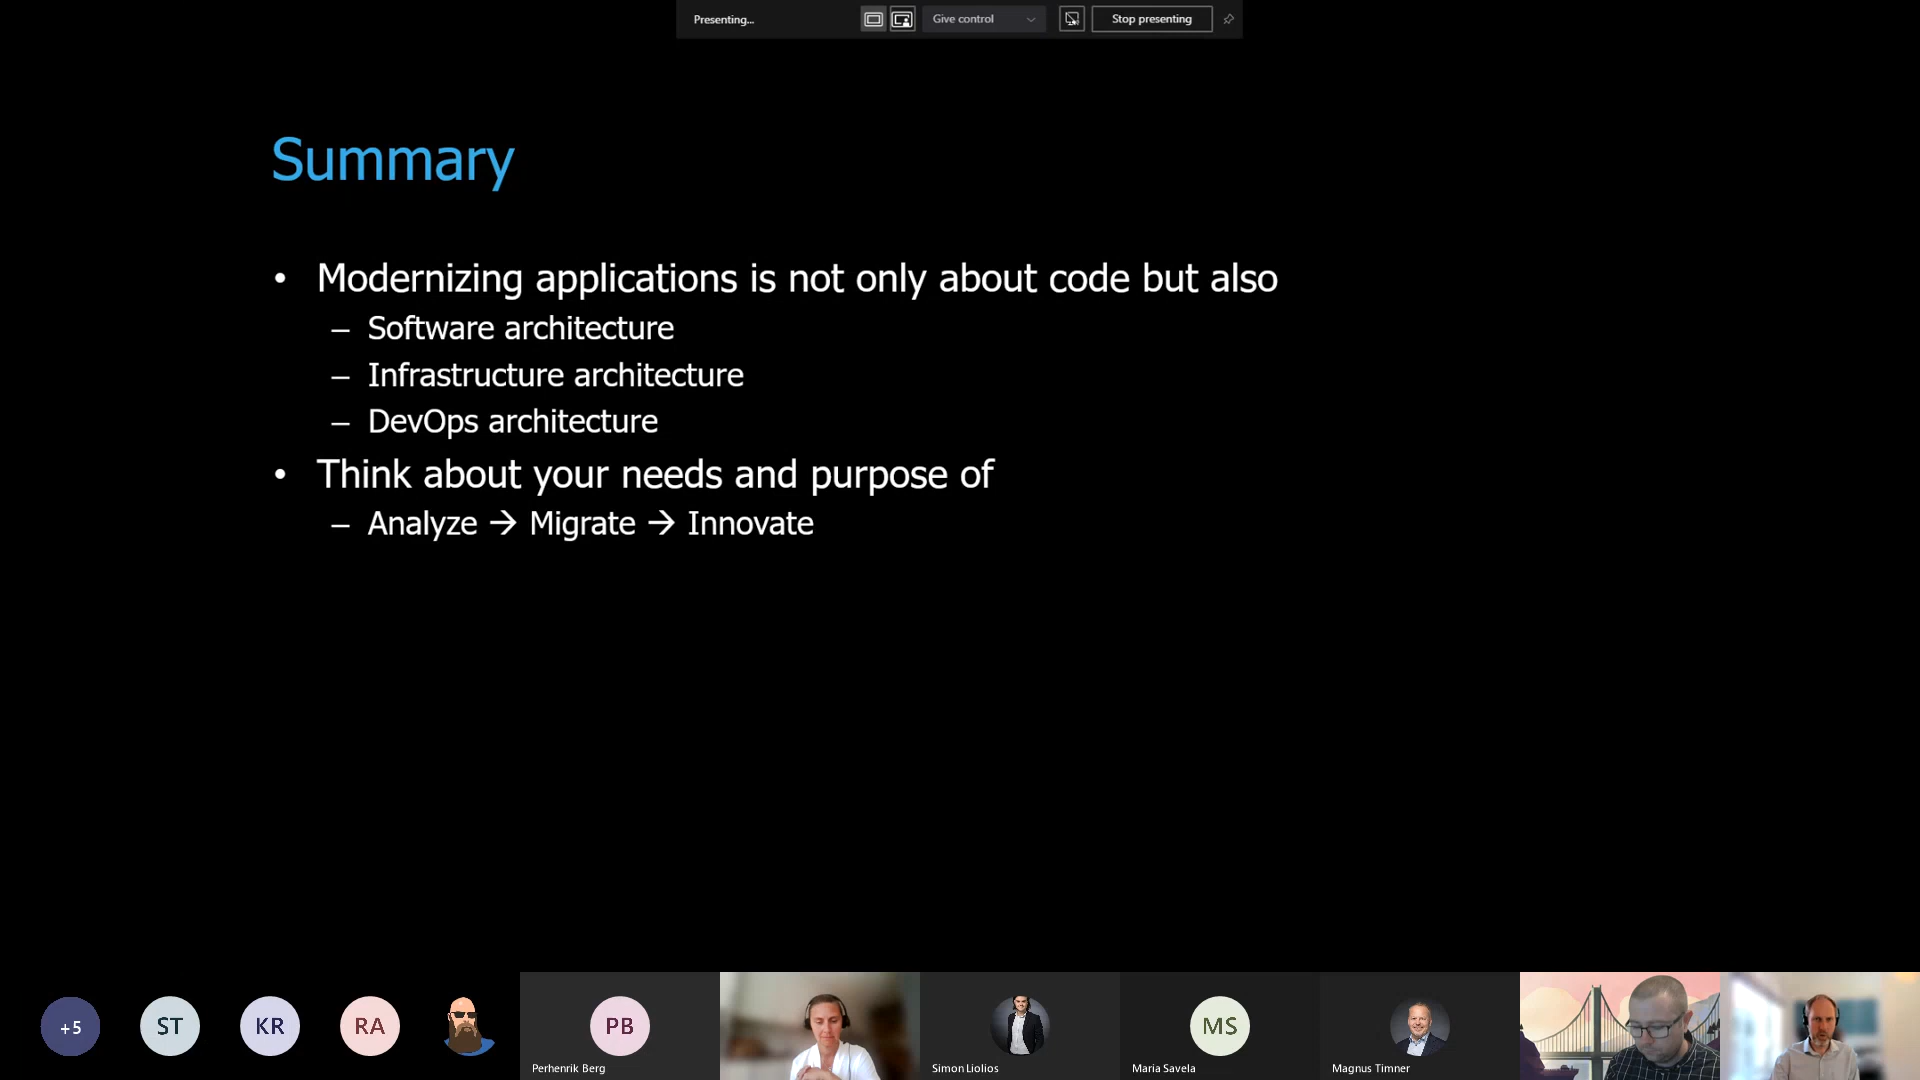 Presenting...
Give control
Stop presenting
Summary
• Modernizing applications is not only about code but also
– Software architecture
– Infrastructure architecture
– DevOps architecture
• Think about your needs and purpose of
– Analyze → Migrate → Innovate
+5
ST
KR
RA
PB
MS
Perhenrik Berg
Simon Liolios
Maria Savela
Magnus Timner